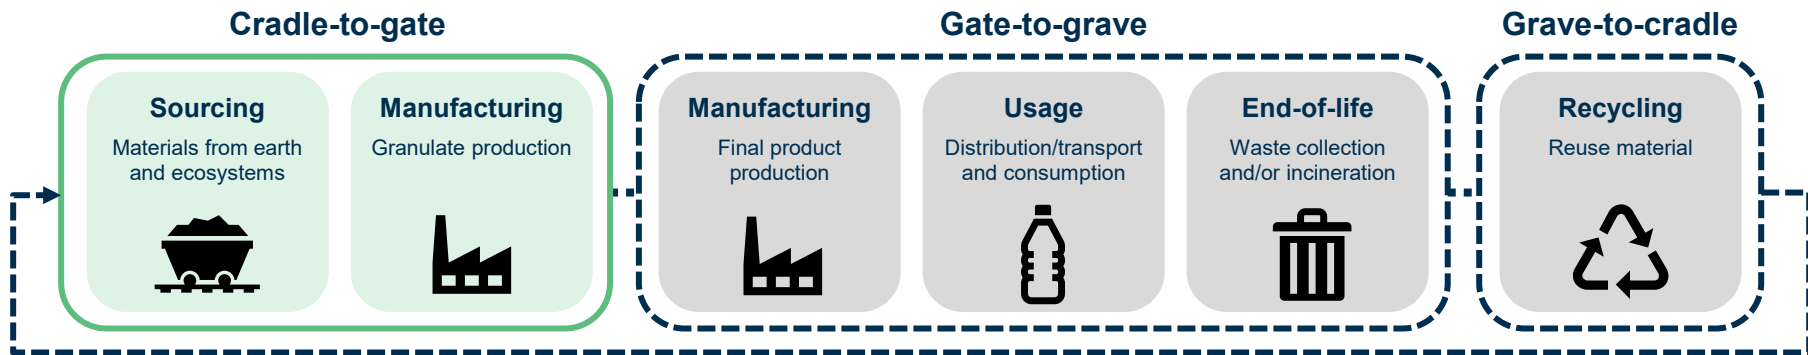 Cradle-to-gate
Gate-to-grave
Grave-to-cradle
Sourcing
Materials from earth
and ecosystems
Manufacturing
Granulate production
Manufacturing
Final product
production
Usage
Distribution/transport
and consumption
End-of-life
Waste collection
and/or incineration
Recycling
Reuse material